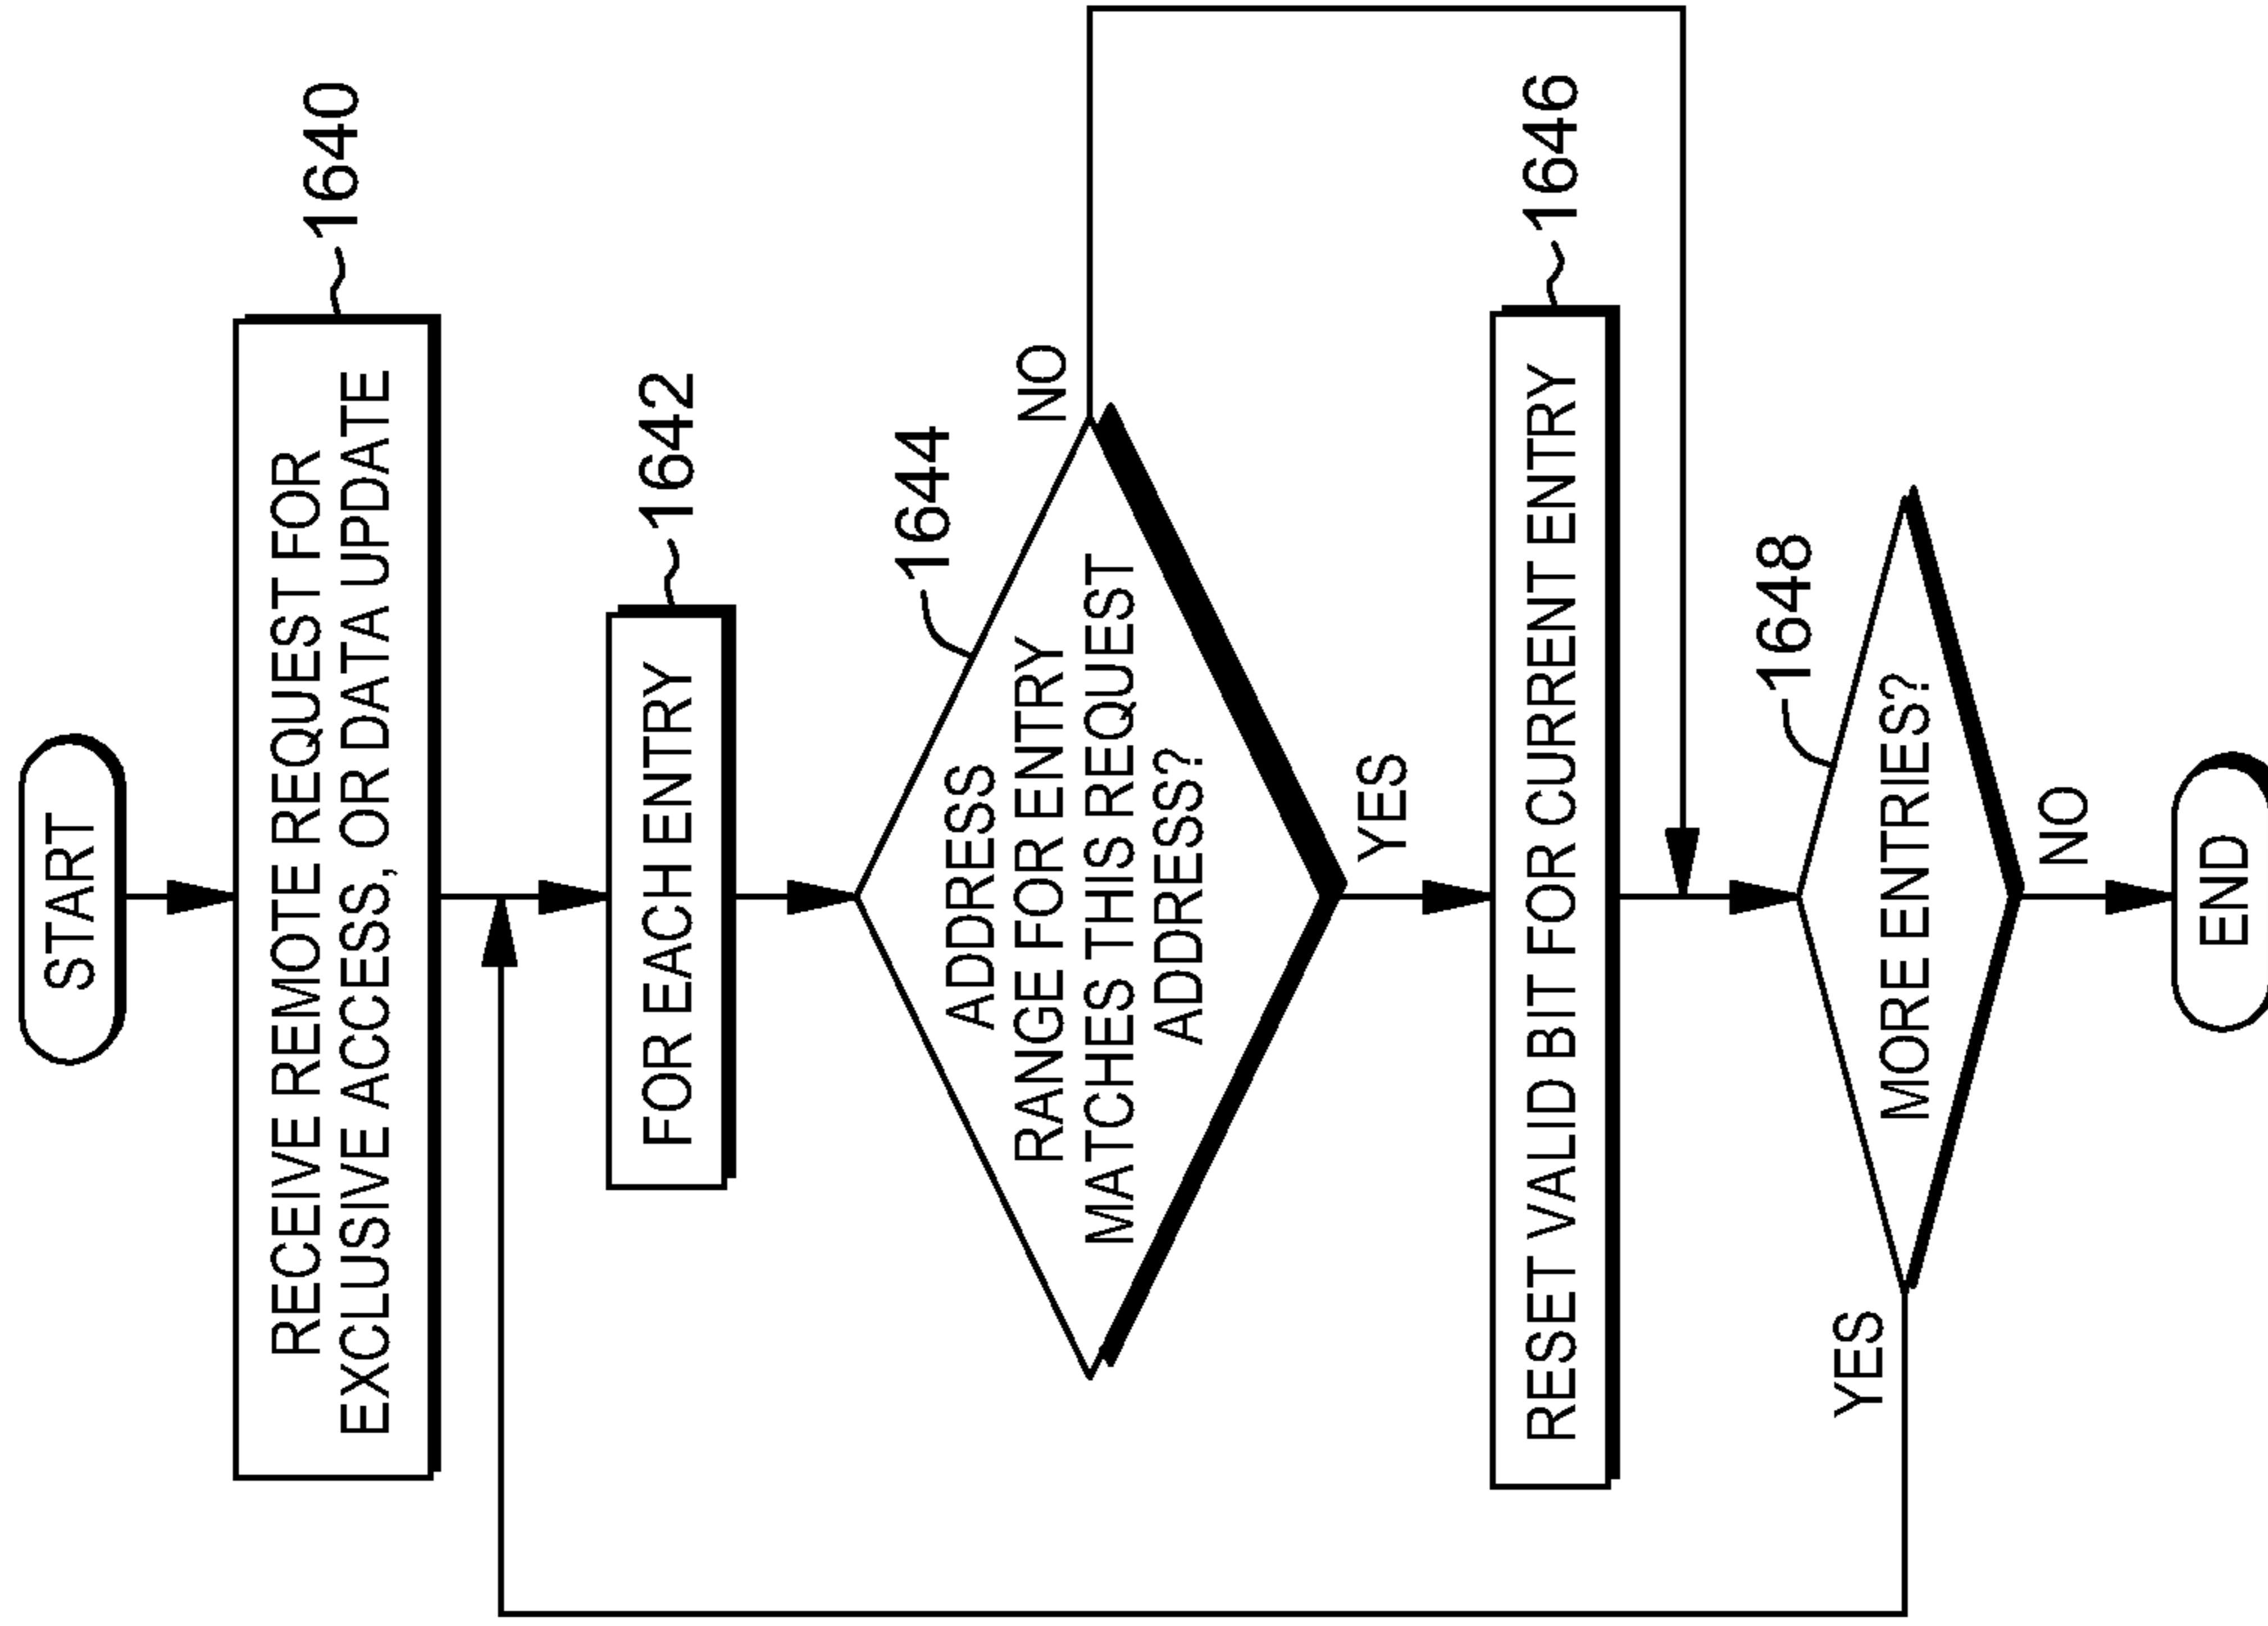 START
RECEIVE REMOTE REQUEST FOR
EXCLUSIVE ACCESS, OR DATA UPDATE
1640
FOR EACH ENTRY
1642
ADDRESS
RANGE FOR ENTRY
MATCHES THIS REQUEST
ADDRESS?
1644
NO
YES
RESET VALID BIT FOR CURRENT ENTRY
1646
MORE ENTRIES?
1648
YES
NO
END